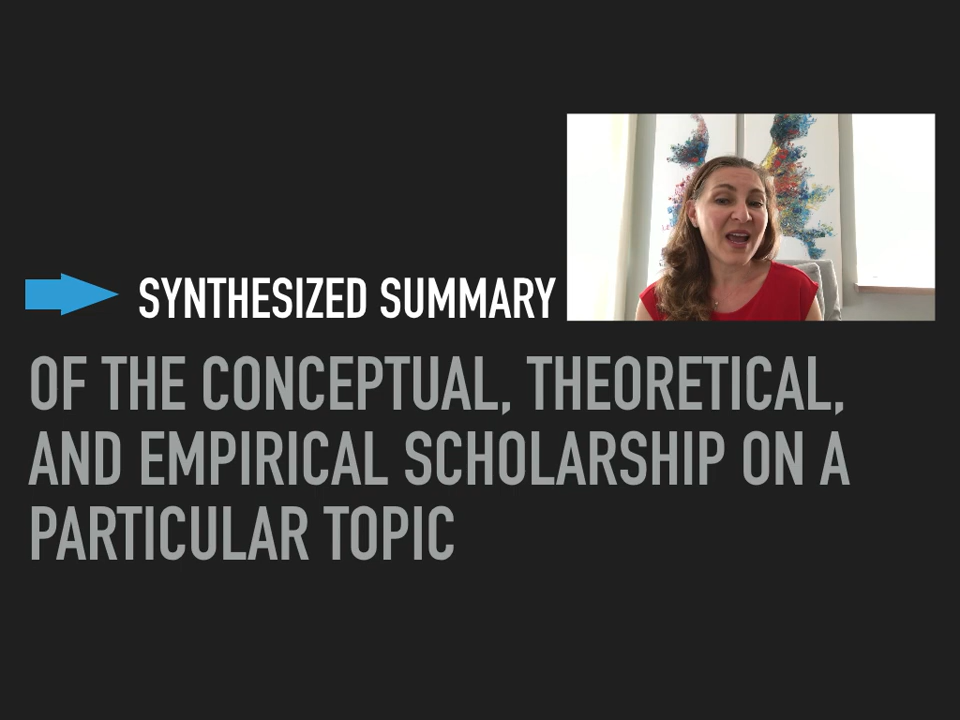 SYNTHESIZED SUMMARY
OF THE CONCEPTUAL, THEORETICAL,
AND EMPIRICAL SCHOLARSHIP ON A
PARTICULAR TOPIC